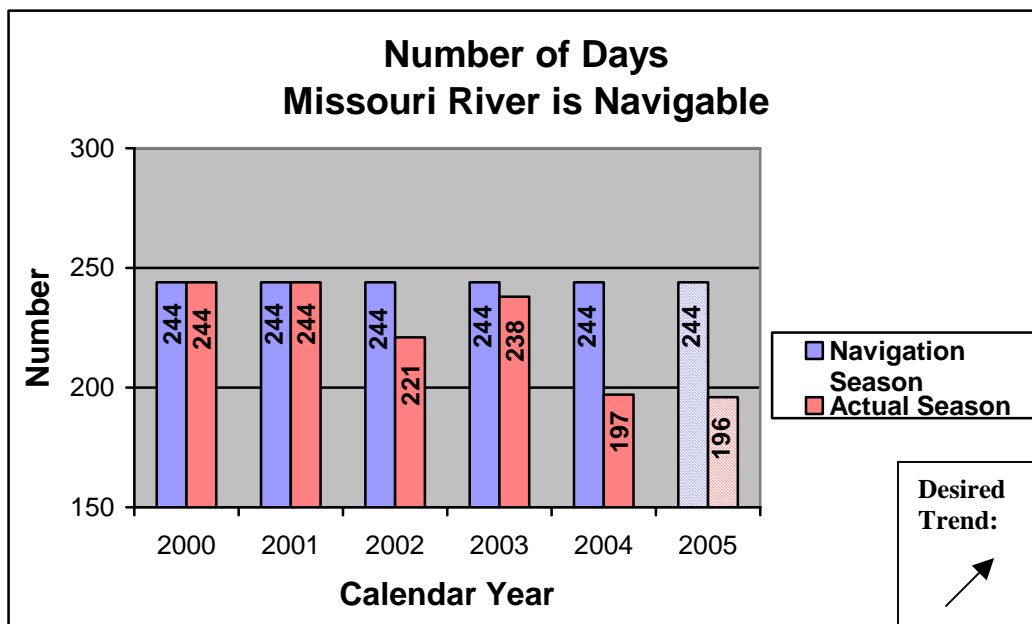 Number of Days
Missouri River is Navigable
300
250
200
150
Number
244
244
244
244
244
221
244
238
244
197
244
196
2000
2001
2002
2003
2004
2005
Calendar Year
Navigation
Season
Actual Season
Desired
Trend: